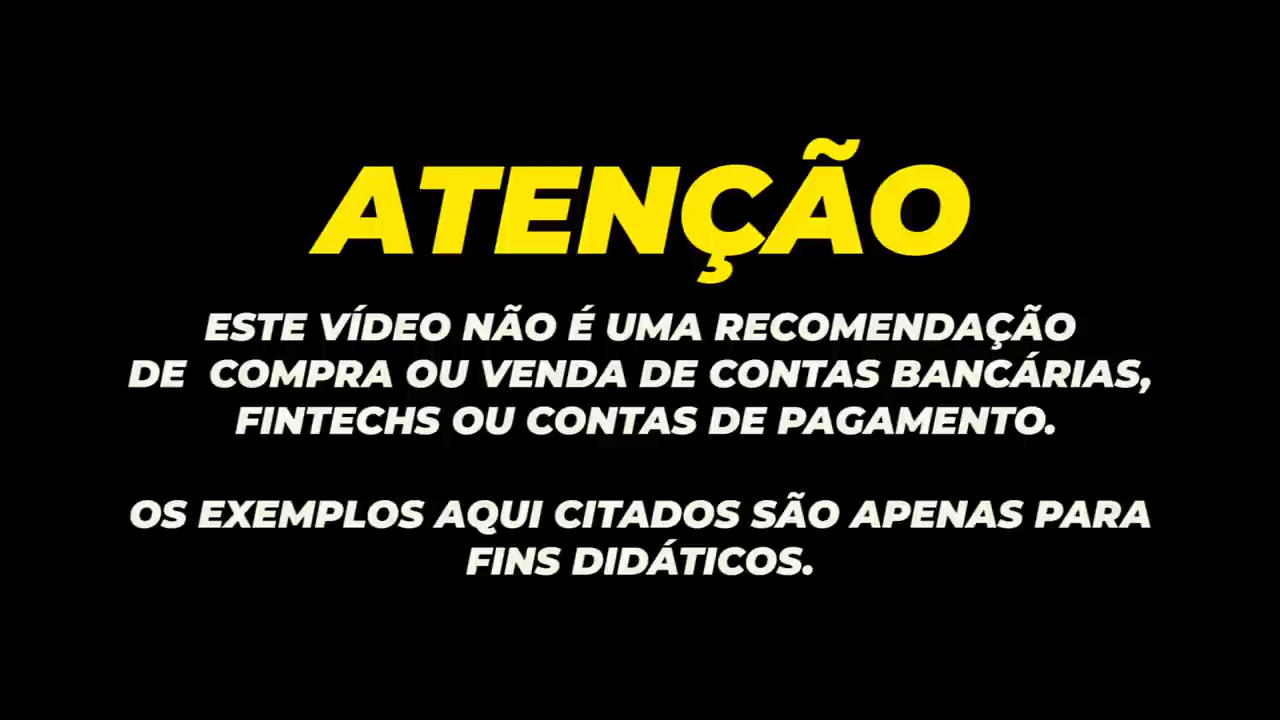 ATENÇÃO
ESTE VÍDEO NÃO É UMA RECOMENDAÇÃO
DE COMPRA OU VENDA DE CONTAS BANCÁRIAS,
FINTECHS OU CONTAS DE PAGAMENTO.
OS EXEMPLOS AQUI CITADOS SÃO APENAS PARA
FINS DIDÁTICOS.